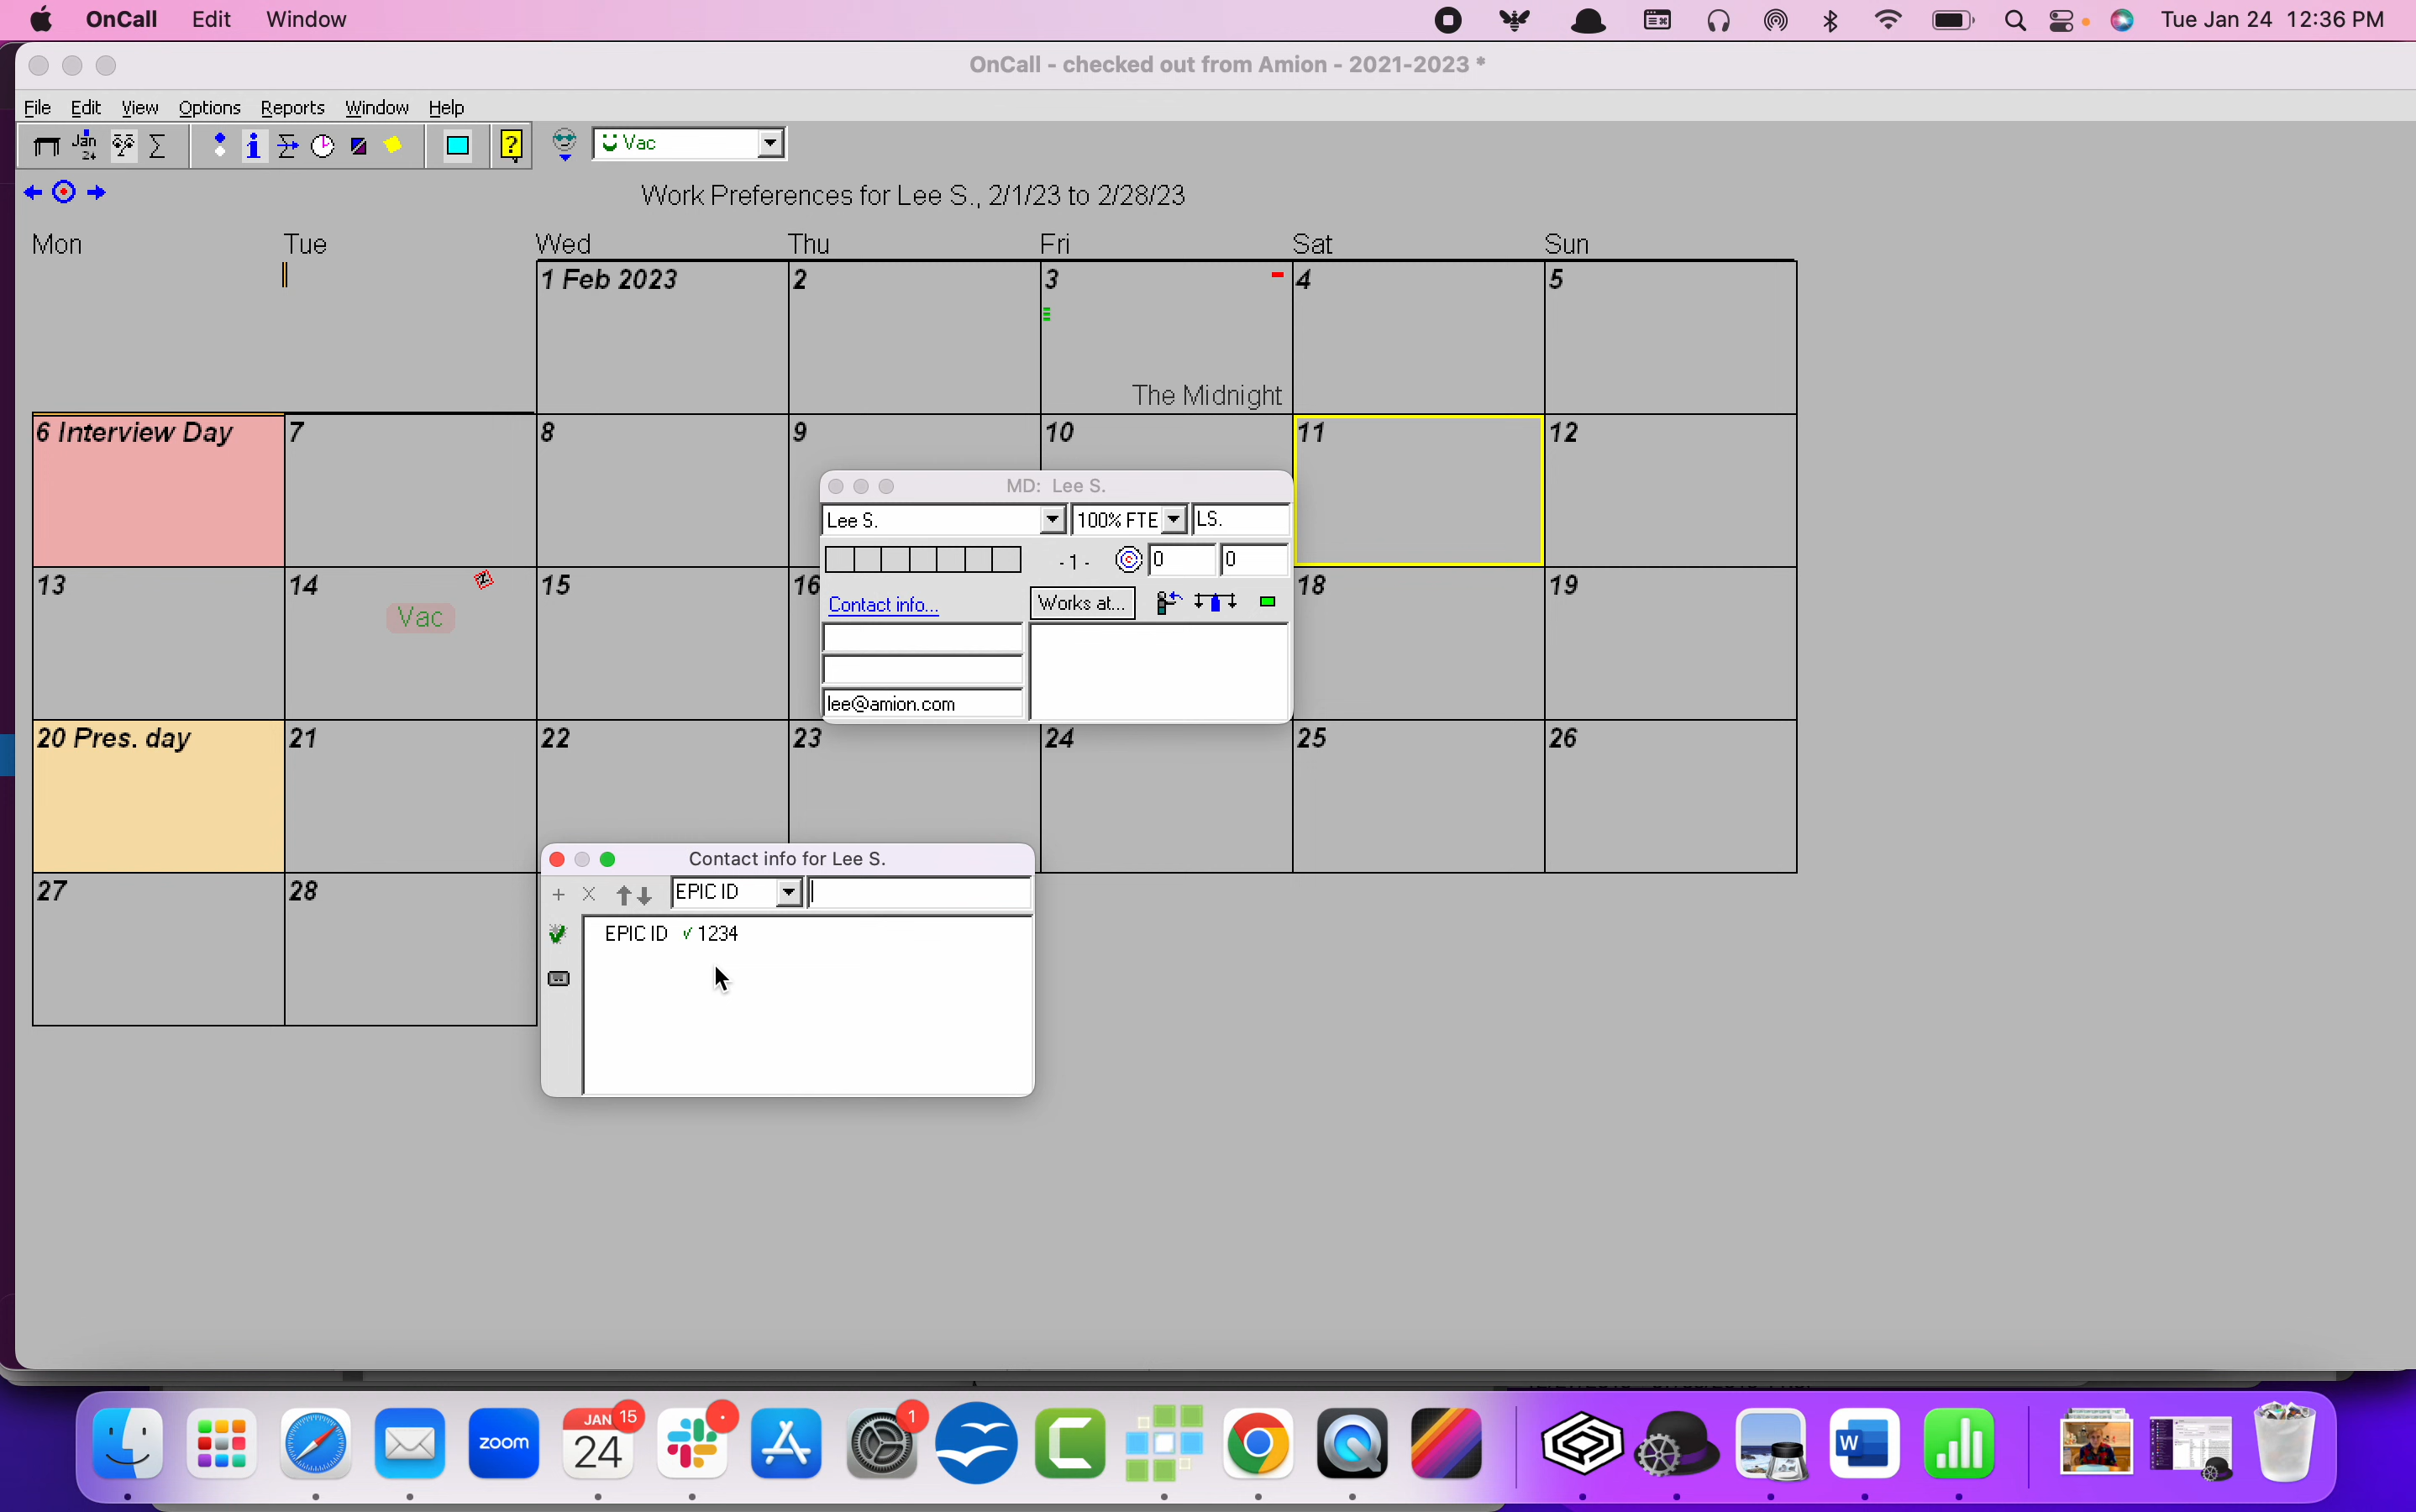 OnCall Edit Window Tue Jan 24 12:36 PM
OnCall - checked out from Amion - 2021-2023 *
File Edit View Options Reports Window Help
Jan 2+ Σ i ? Vac
Work Preferences for Lee S., 2/1/23 to 2/28/23
Mon Tue Wed Thu Fri Sat Sun
1 Feb 2023 2 3 4 5
The Midnight
6 Interview Day 7 8 9 10 11 12
MD: Lee S.
Lee S. 100% FTE LS.
- 1 - 0 0
13 14 15 16 18 19
Contact info... Works at...
Vac
lee@amion.com
20 Pres. day 21 22 23 24 25 26
Contact info for Lee S.
27 28
EPIC ID
EPIC ID ✓ 1234
JAN 15 1
zoom 24 W